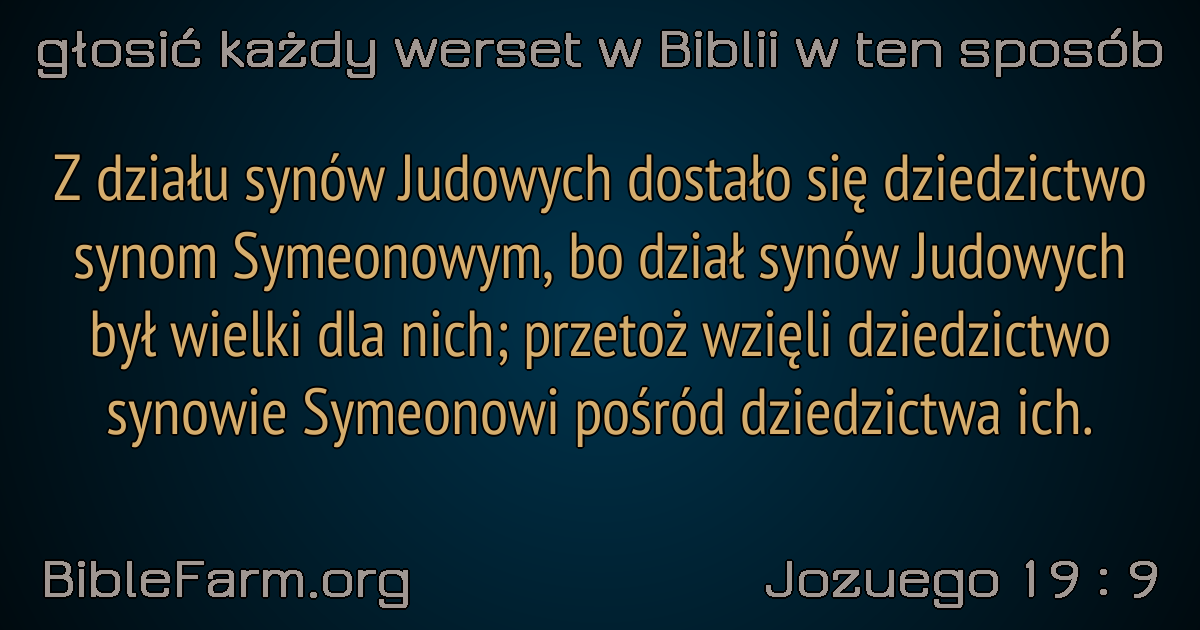 głosić każdy werset w Biblii w ten sposób
Z działu synów Judowych dostało się dziedzictwo
synom Symeonowym, bo dział synów Judowych
był wielki dla nich; przetoż wzięli dziedzictwo
synowie Symeonowi pośród dziedzictwa ich.
BibleFarm.org
Jozuego 19 : 9